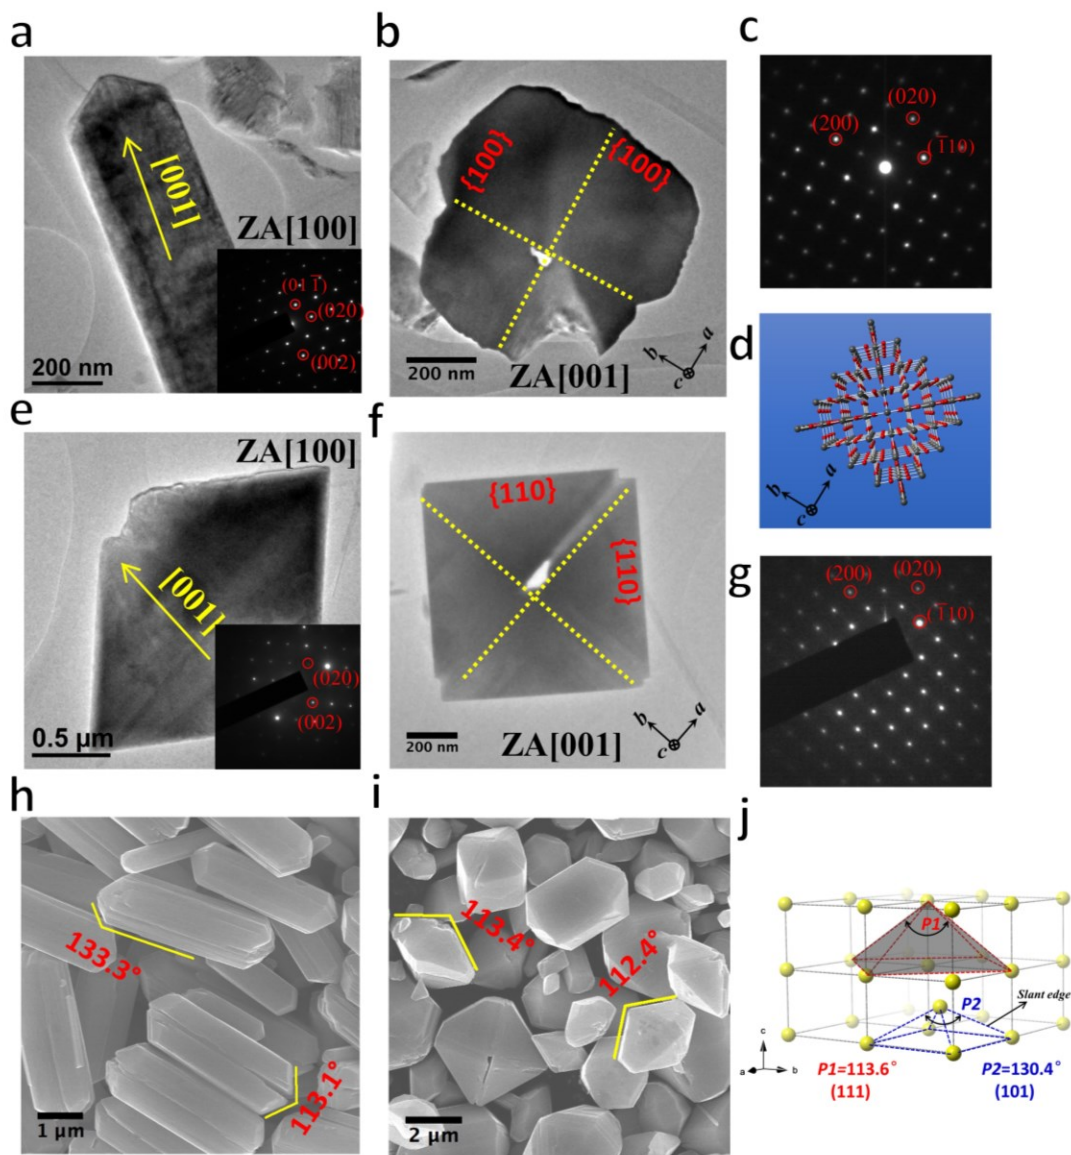 a
[001]
ZA[100]
(011̅)
(020)
(002)
200 nm
b
{100}
{100}
200 nm
ZA[001]
b
a
c
c
(020)
(200)
(1̅10)
d
b
a
c
e
ZA[100]
[001]
(020)
(002)
0.5 μm
f
{110}
{110}
200 nm
ZA[001]
b
a
c
g
(200)
(020)
(1̅10)
h
133.3°
113.1°
1 μm
i
113.4°
112.4°
2 μm
j
P1
P2
Slant edge
c
a
b
P1=113.6°
(111)
P2=130.4°
(101)